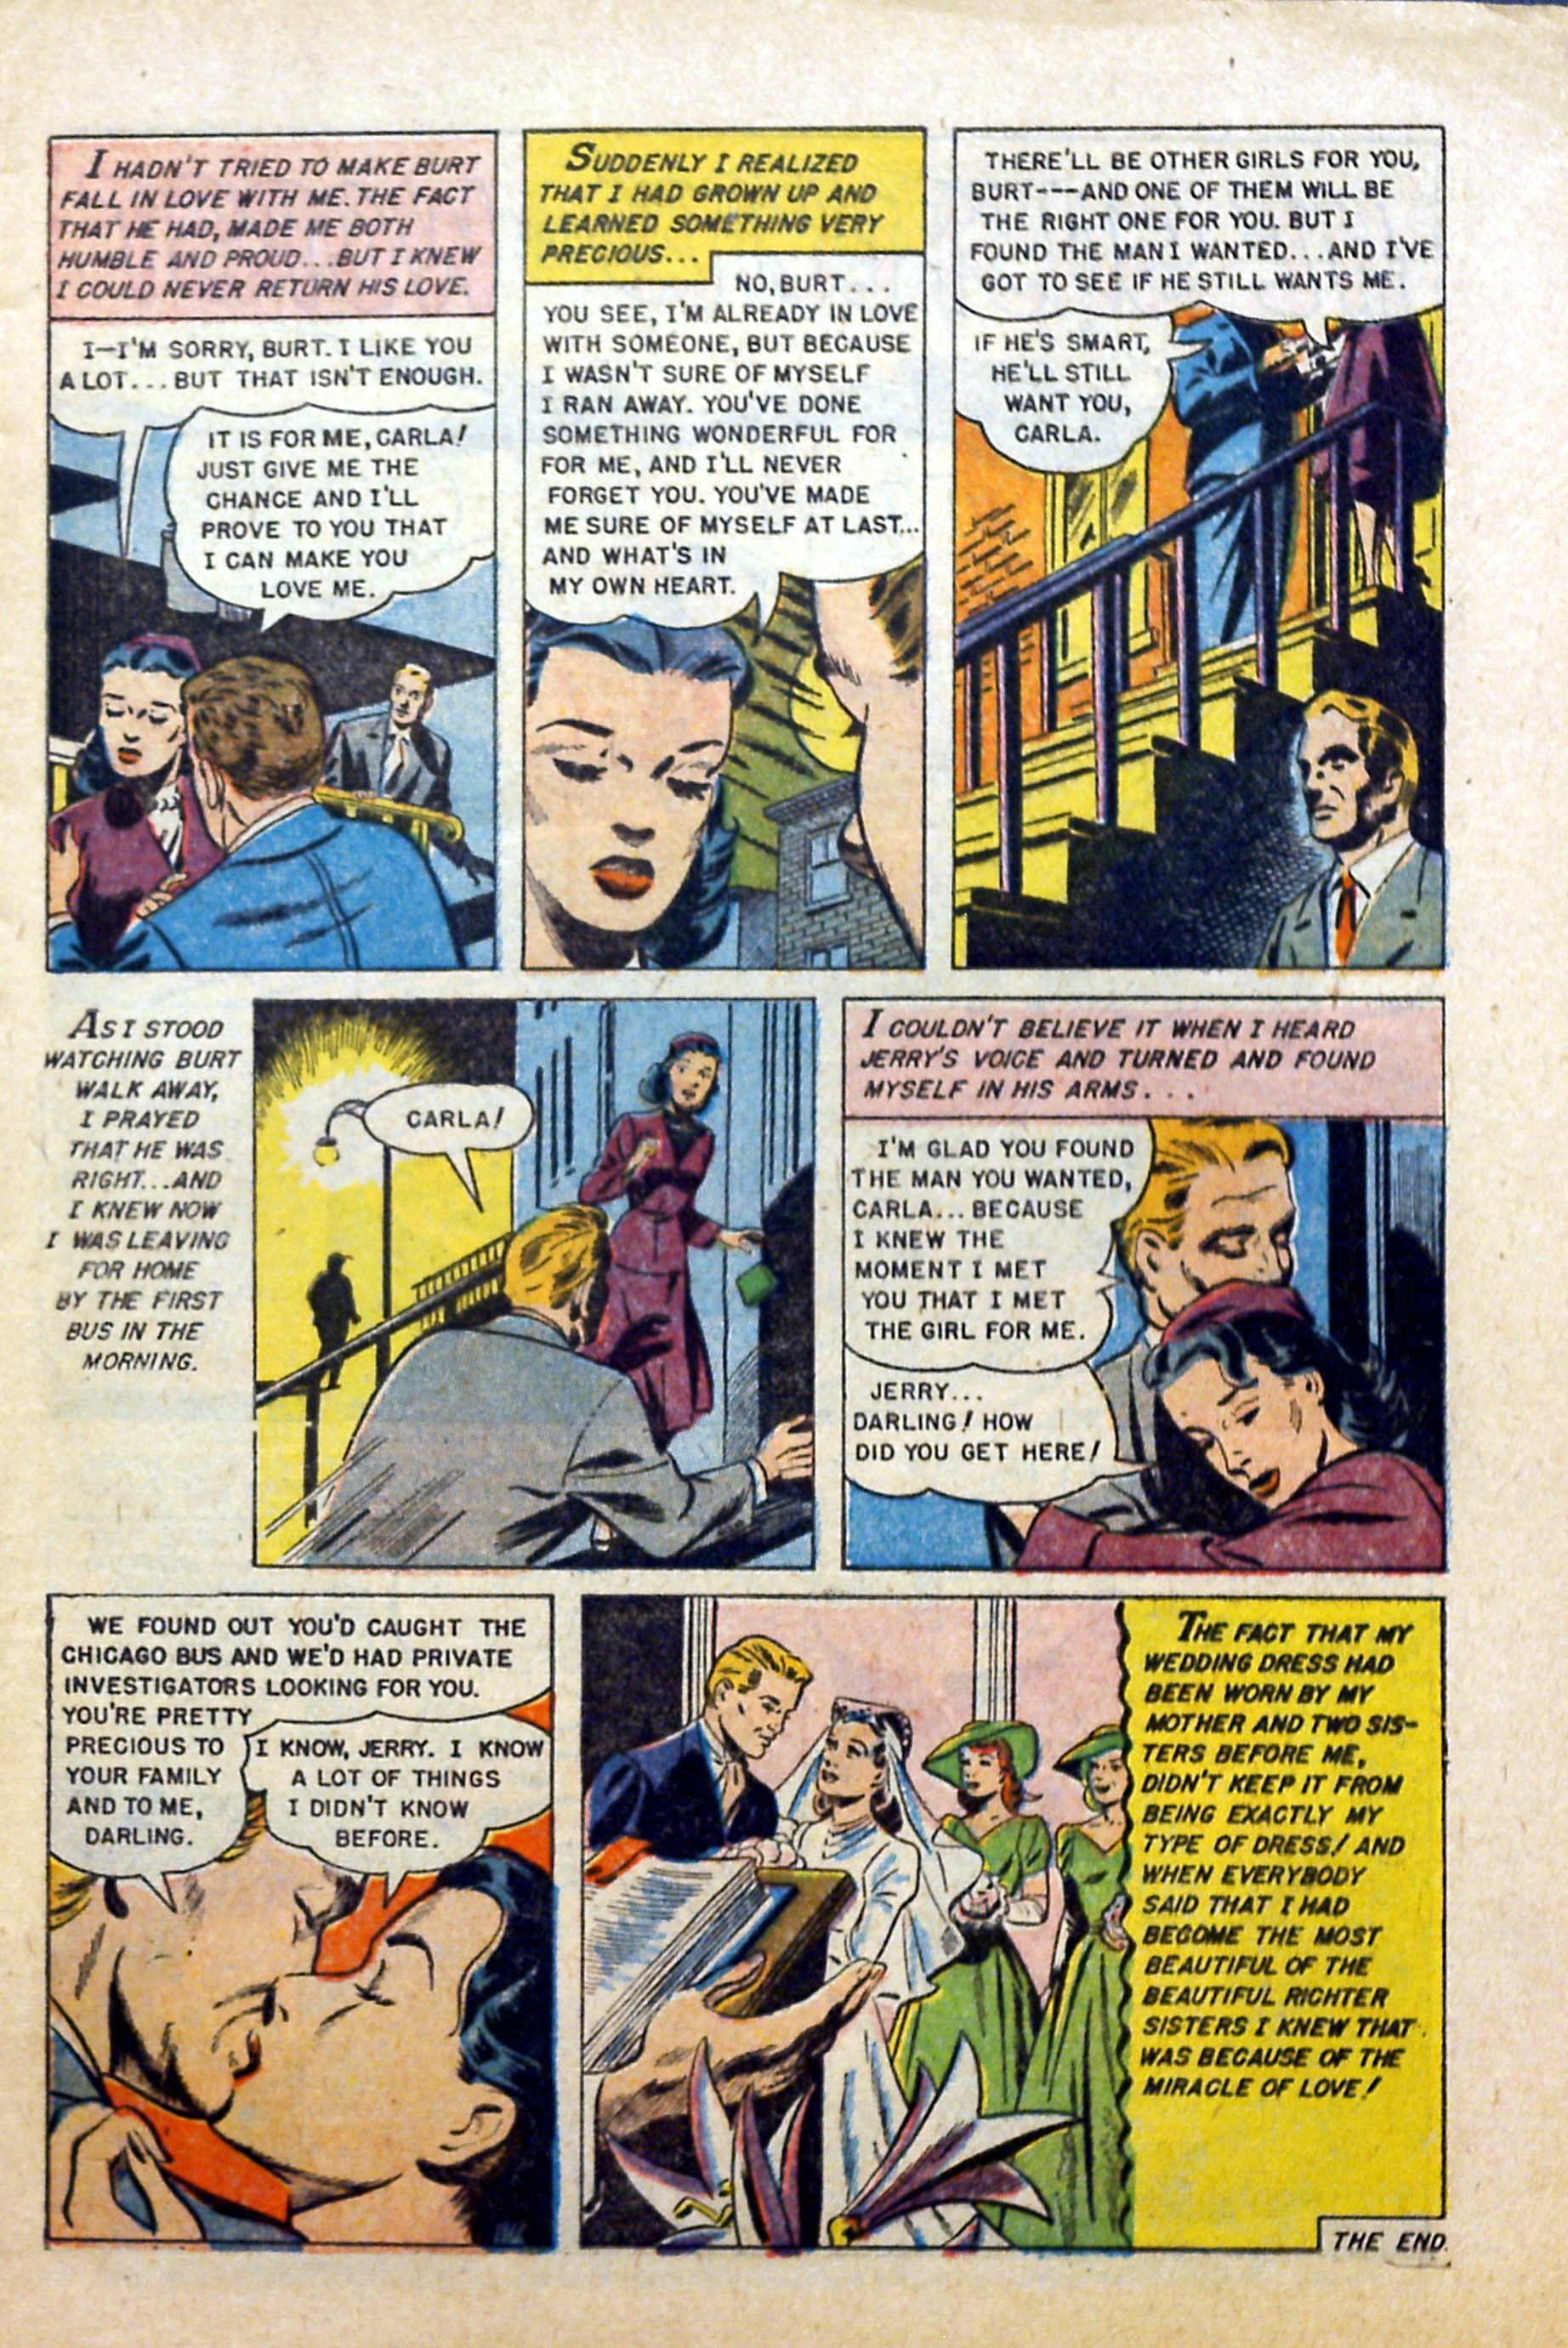 I HADN'T TRIED TO MAKE BURT
FALL IN LOVE WITH ME. THE FACT
THAT HE HAD, MADE ME BOTH
HUMBLE AND PROUD...BUT I KNEW
I COULD NEVER RETURN HIS LOVE.
I-I'M SORRY, BURT. I LIKE YOU
A LOT... BUT THAT ISN'T ENOUGH.
IT IS FOR ME, CARLA!
JUST GIVE ME THE
CHANCE AND I'LL
PROVE TO YOU THAT
I CAN MAKE YOU
LOVE ME.
SUDDENLY I REALIZED
THAT I HAD GROWN UP AND
LEARNED SOMETHING VERY
PRECIOUS...
NO, BURT...
YOU SEE, I'M ALREADY IN LOVE
WITH SOMEONE, BUT BECAUSE
I WASN'T SURE OF MYSELF
I RAN AWAY. YOU'VE DONE
SOMETHING WONDERFUL FOR
FOR ME, AND I'LL NEVER
FORGET YOU. YOU'VE MADE
ME SURE OF MYSELF AT LAST...
AND WHAT'S IN
MY OWN HEART.
THERE'LL BE OTHER GIRLS FOR YOU,
BURT---AND ONE OF THEM WILL BE
THE RIGHT ONE FOR YOU. BUT I
FOUND THE MAN I WANTED...AND I'VE
GOT TO SEE IF HE STILL WANTS ME.
IF HE'S SMART,
HE'LL STILL
WANT YOU,
CARLA.
AS I STOOD
WATCHING BURT
WALK AWAY,
I PRAYED
THAT HE WAS
RIGHT...AND
I KNEW NOW
I WAS LEAVING
FOR HOME
BY THE FIRST
BUS IN THE
MORNING.
CARLA!
I COULDN'T BELIEVE IT WHEN I HEARD
JERRY'S VOICE AND TURNED AND FOUND
MYSELF IN HIS ARMS...
I'M GLAD YOU FOUND
THE MAN YOU WANTED,
CARLA... BECAUSE
I KNEW THE
MOMENT I MET
YOU THAT I MET
THE GIRL FOR ME.
JERRY...
DARLING! HOW
DID YOU GET HERE!
WE FOUND OUT YOU'D CAUGHT THE
CHICAGO BUS AND WE'D HAD PRIVATE
INVESTIGATORS LOOKING FOR YOU.
YOU'RE PRETTY
PRECIOUS TO
YOUR FAMILY
AND TO ME,
DARLING.
I KNOW, JERRY. I KNOW
A LOT OF THINGS
I DIDN'T KNOW
BEFORE.
THE FACT THAT MY
WEDDING DRESS HAD
BEEN WORN BY MY
MOTHER AND TWO SIS-
TERS BEFORE ME,
DIDN'T KEEP IT FROM
BEING EXACTLY MY
TYPE OF DRESS! AND
WHEN EVERYBODY
SAID THAT I HAD
BECOME THE MOST
BEAUTIFUL OF THE
BEAUTIFUL RICHTER
SISTERS I KNEW THAT
WAS BECAUSE OF THE
MIRACLE OF LOVE!
THE END